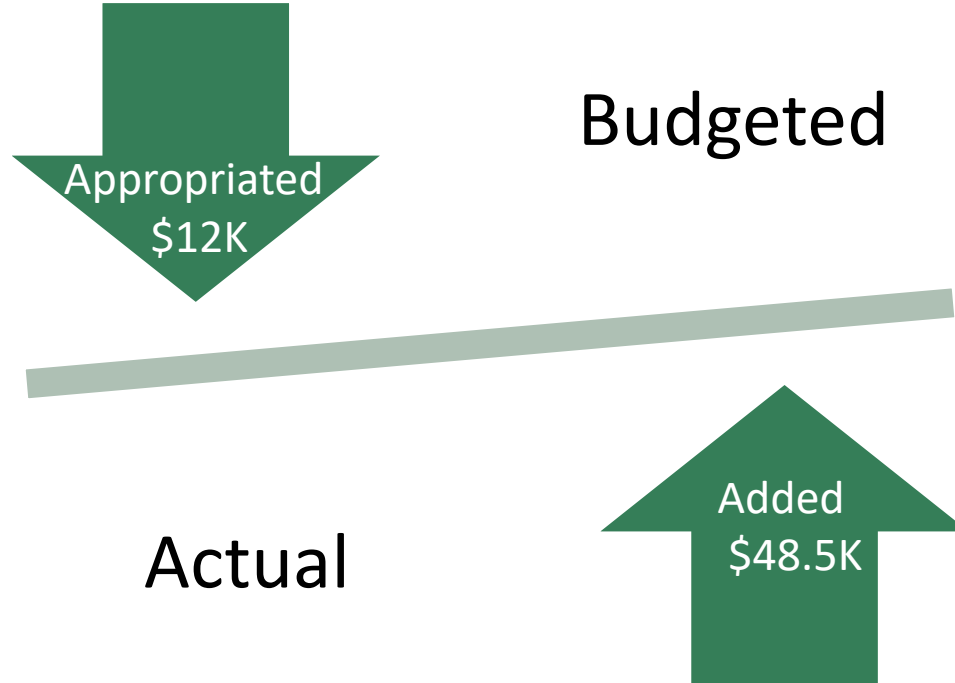 Budgeted
Appropriated
$12K
Added
$48.5K
Actual